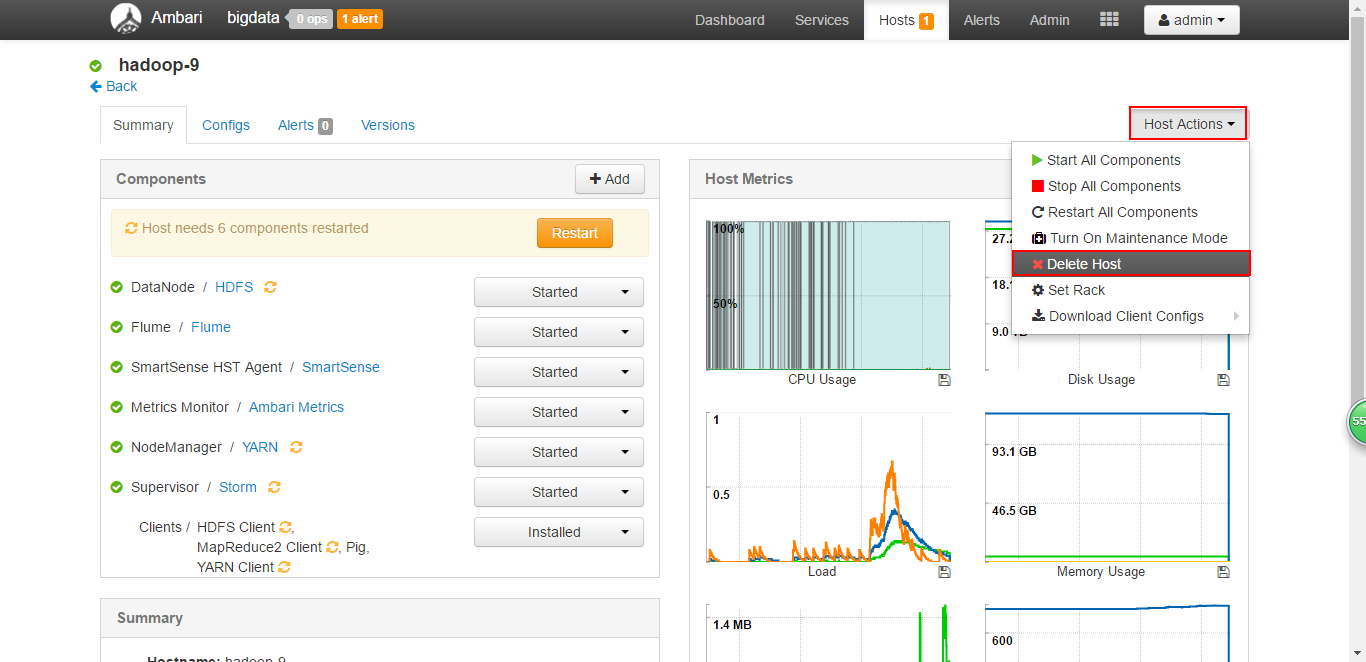 Ambari bigdata 0 ops 1 alert Dashboard Services Hosts 1 Alerts Admin admin
hadoop-9
Back
Summary Configs Alerts 0 Versions Host Actions
Start All Components
Stop All Components
Restart All Components
Turn On Maintenance Mode
Delete Host
Set Rack
Download Client Configs
Components Add
Host needs 6 components restarted Restart
DataNode / HDFS Started
Flume / Flume Started
SmartSense HST Agent / SmartSense Started
Metrics Monitor / Ambari Metrics Started
NodeManager / YARN Started
Supervisor / Storm Started
Clients / HDFS Client , Installed
MapReduce2 Client , Pig,
YARN Client
Summary
Hostname: hadoop-9
Host Metrics
100%
50%
CPU Usage
27.2
18.
9.0
Disk Usage
1
0.5
Load
93.1 GB
46.5 GB
Memory Usage
1.4 MB
600
55